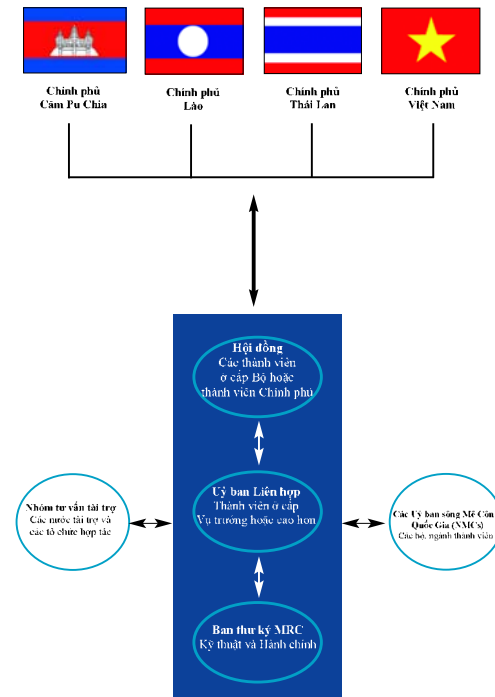 Chính phủ
Căm Pu Chia
Chính phủ
Lào
Chính phủ
Thái Lan
Chính phủ
Việt Nam
Hội đồng
Các thành viên
ở cấp Bộ hoặc
thành viên Chính phủ
Uỷ ban Liên hợp
Thành viên ở cấp
Vụ trưởng hoặc cao hơn
Ban thư ký MRC
Kỹ thuật và Hành chính
Nhóm tư vấn tài trợ
Các nước tài trợ và
các tổ chức hợp tác
Các Uỷ ban sông Mê Côn
Quốc Gia (NMCs)
Các bộ, ngành thành viên